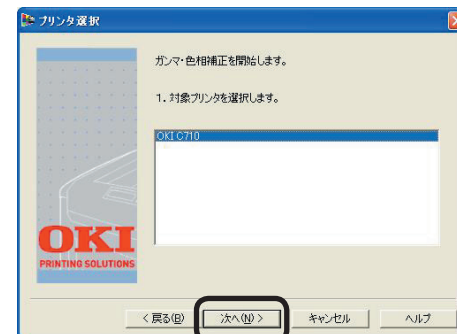 プリンタ選択
ガンマ・色相補正を開始します。
1. 対象プリンタを選択します。
OKI C710
OKI
PRINTING SOLUTIONS
< 戻る(B)
次へ(N) >
キャンセル
ヘルプ